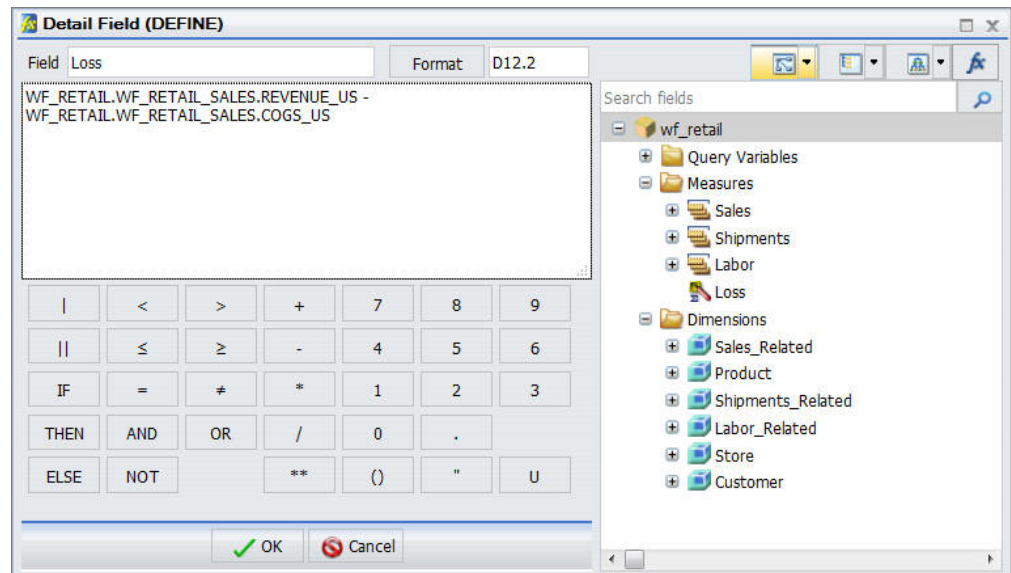 Detail Field (DEFINE)
Field Loss Format D12.2
WF_RETAIL.WF_RETAIL_SALES.REVENUE_US -
WF_RETAIL.WF_RETAIL_SALES.COGS_US
| < > + 7 8 9
|| ≤ ≥ - 4 5 6
IF = ≠ * 1 2 3
THEN AND OR / 0 .
ELSE NOT ** () " U
OK Cancel
fx
Search fields
wf_retail
Query Variables
Measures
Sales
Shipments
Labor
Loss
Dimensions
Sales_Related
Product
Shipments_Related
Labor_Related
Store
Customer